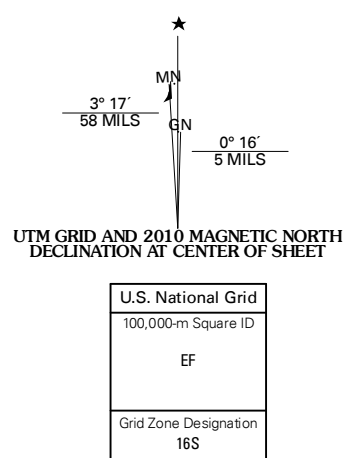 MN
3° 17´
58 MILS
GN
0° 16´
5 MILS
UTM GRID AND 2010 MAGNETIC NORTH
DECLINATION AT CENTER OF SHEET
U.S. National Grid
100,000-m Square ID
EF
Grid Zone Designation
16S